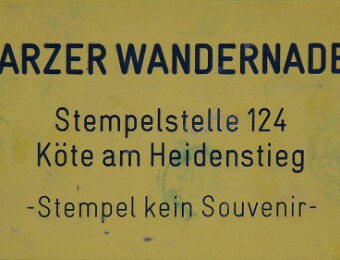 ARZER WANDERNADE
Stempelstelle 124
Köte am Heidenstieg
-Stempel kein Souvenir-